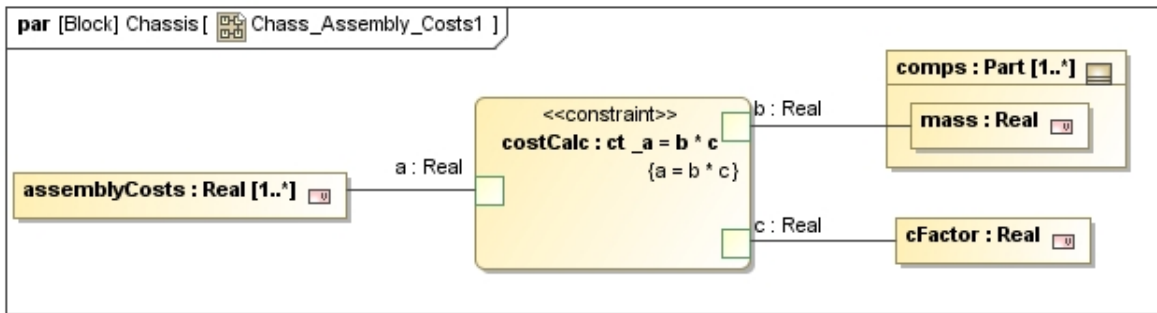 par [Block] Chassis [ Chass_Assembly_Costs1 ]
comps : Part [1..*]
mass : Real
<<constraint>>
costCalc : ct _a = b * c
{a = b * c}
b : Real
a : Real
assemblyCosts : Real [1..*]
c : Real
cFactor : Real